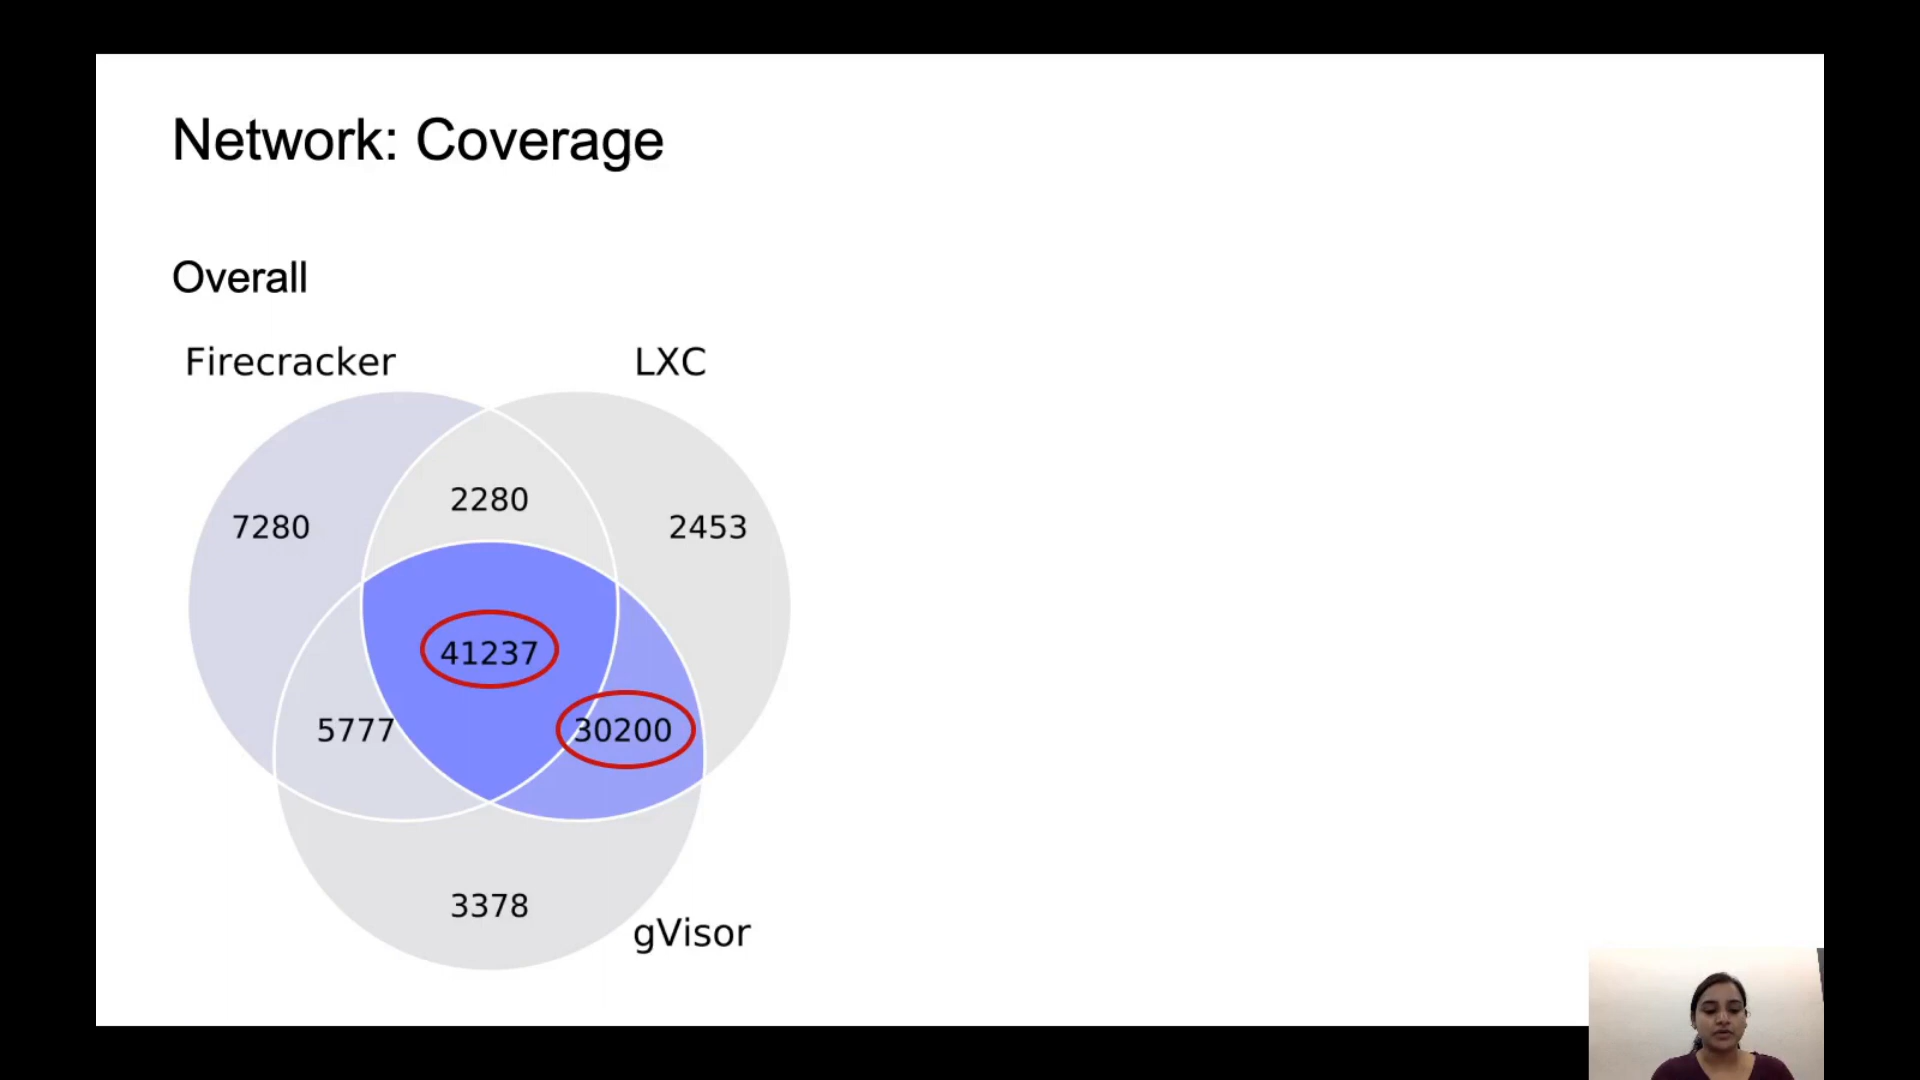 Network: Coverage
Overall
Firecracker
LXC
2280
7280
2453
41237
5777
30200
3378
gVisor